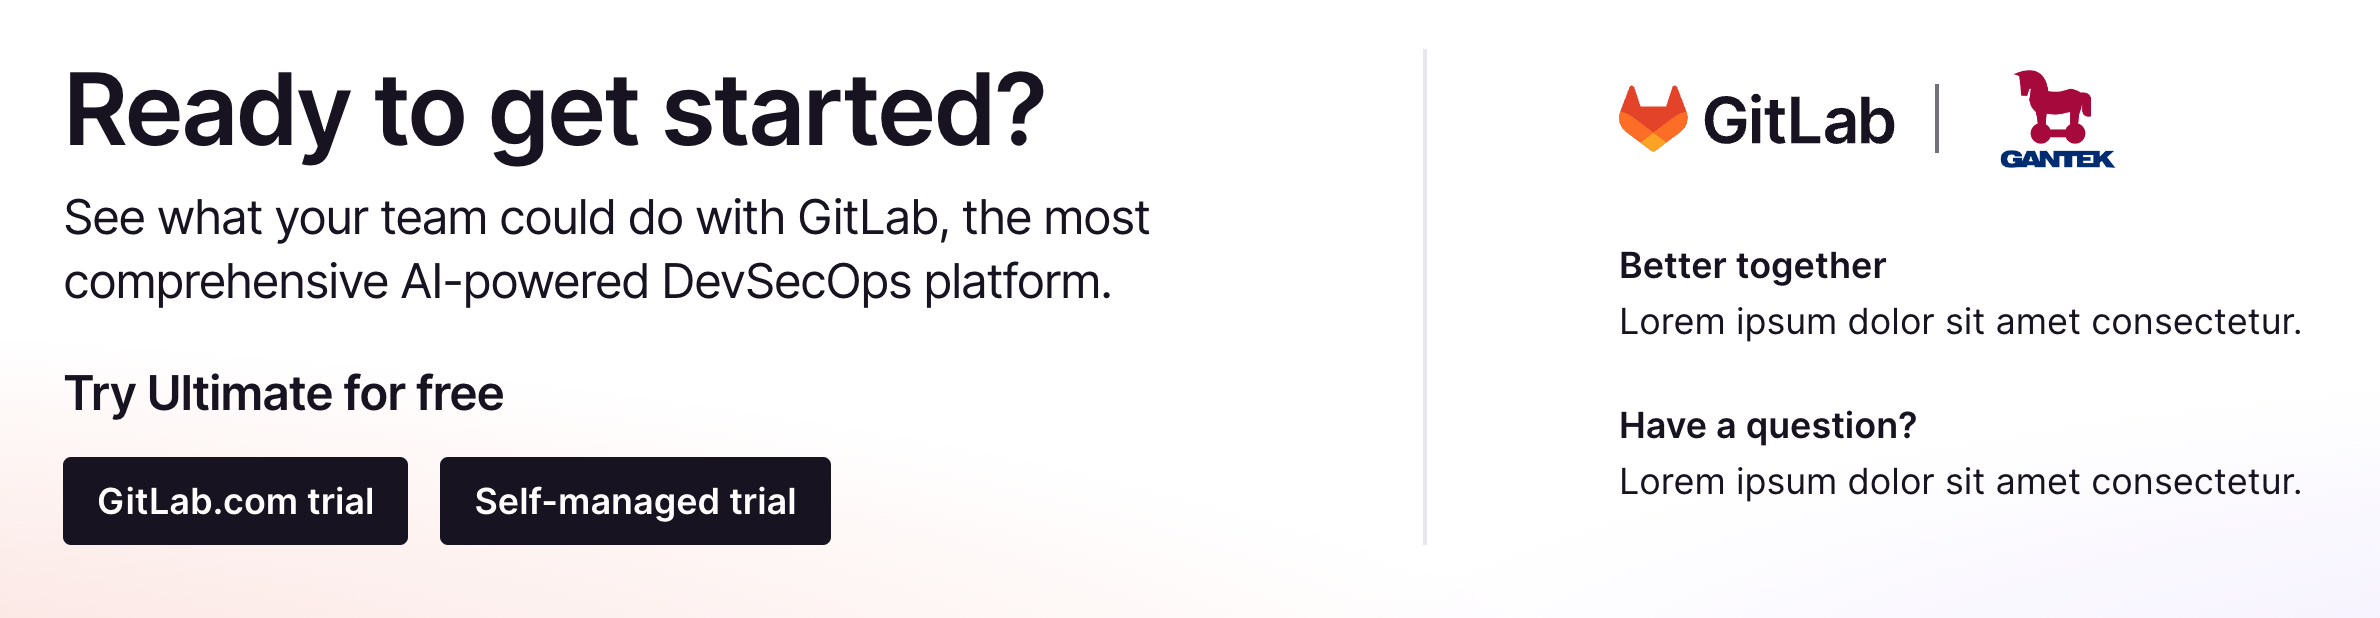 Ready to get started?
See what your team could do with GitLab, the most
comprehensive AI-powered DevSecOps platform.
Try Ultimate for free
GitLab.com trial
Self-managed trial
GitLab
GANTEK
Better together
Lorem ipsum dolor sit amet consectetur.
Have a question?
Lorem ipsum dolor sit amet consectetur.